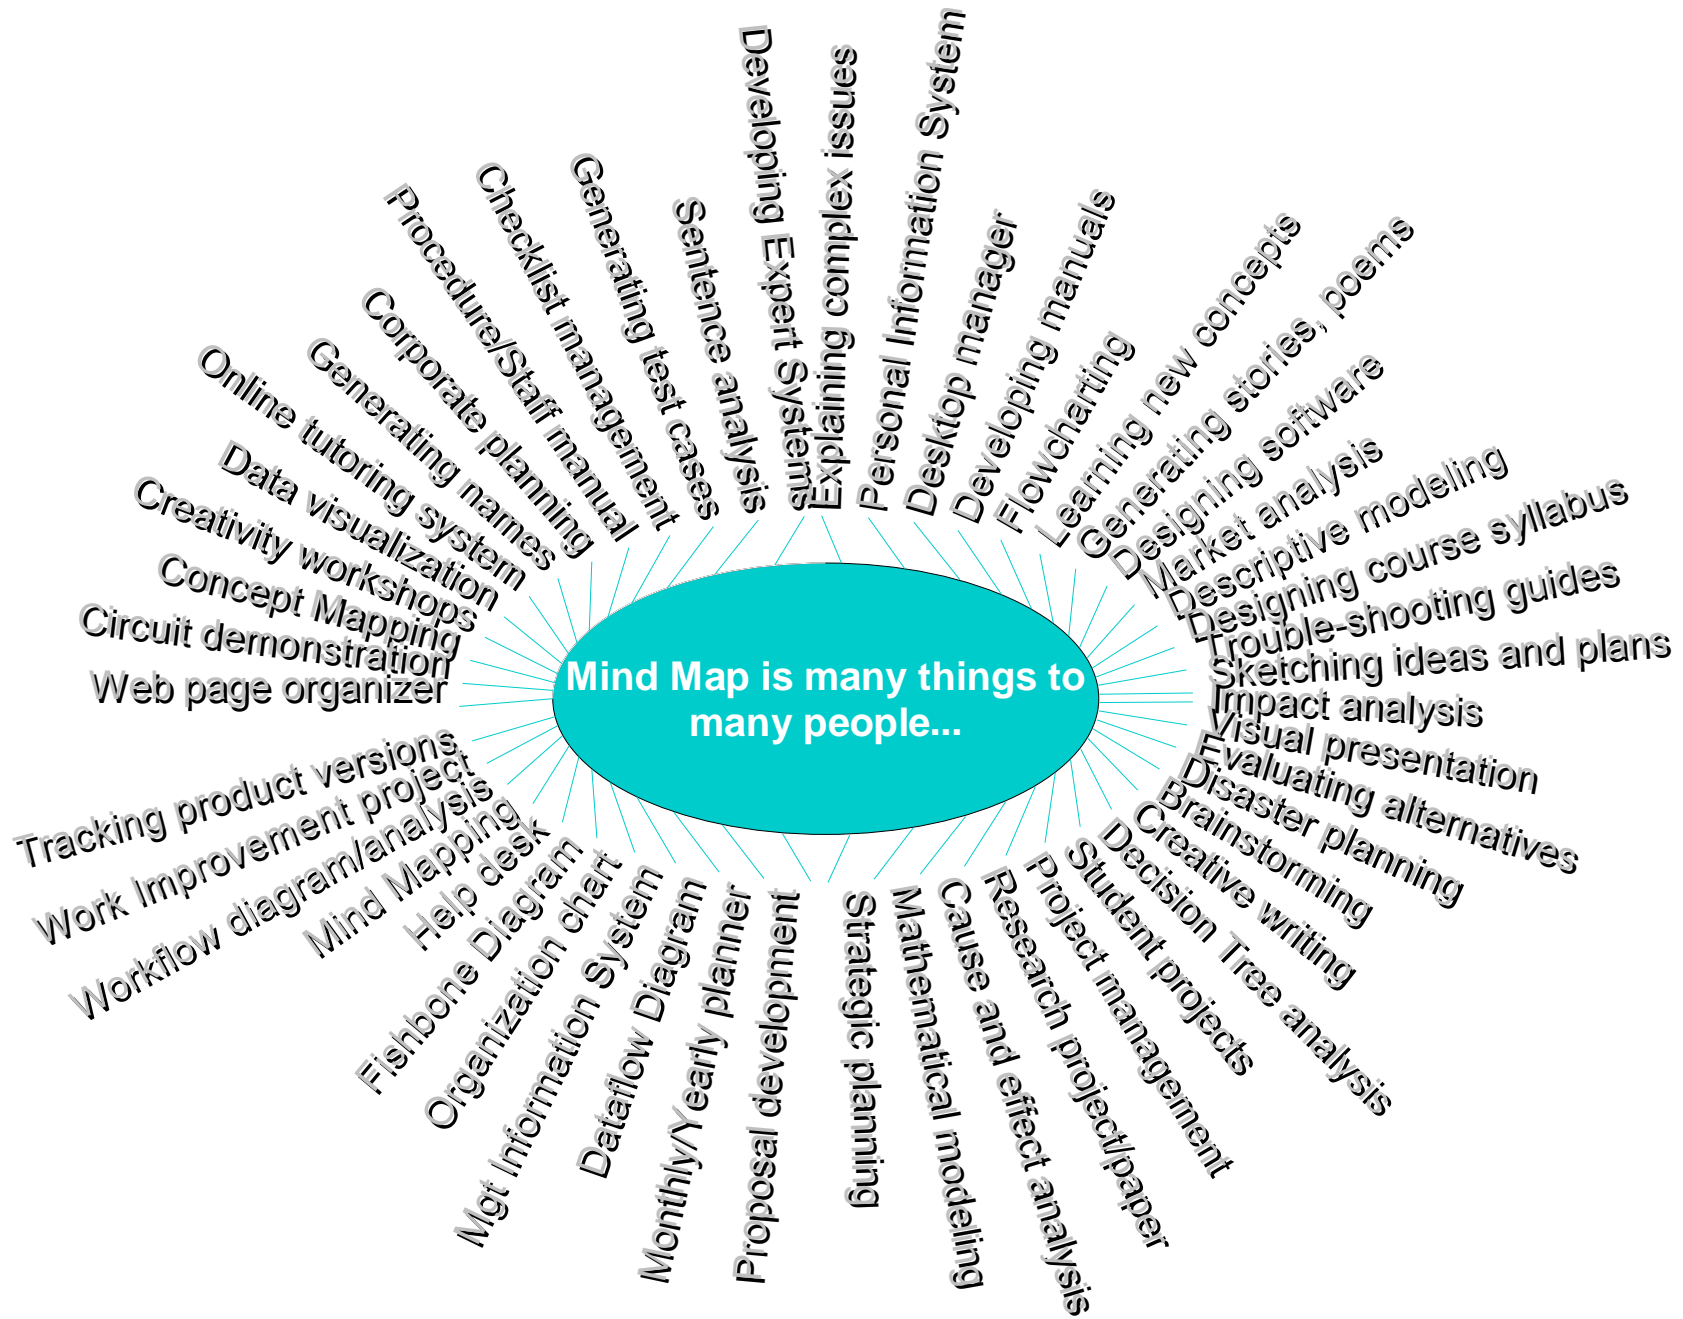 Mind Map is many things to
many people...
Explaining complex issues
Personal Information System
Desktop manager
Developing manuals
Flowcharting
Learning new concepts
Generating stories, poems
Designing software
Market analysis
Descriptive modeling
Designing course syllabus
Trouble-shooting guides
Sketching ideas and plans
Impact analysis
Visual presentation
Evaluating alternatives
Disaster planning
Brainstorming
Creative writing
Decision Tree analysis
Student projects
Project management
Research project/paper
Cause and effect analysis
Mathematical modeling
Strategic planning
Proposal development
Monthly/Yearly planner
Dataflow Diagram
Mgt Information System
Organization chart
Fishbone Diagram
Help desk
Mind Mapping
Workflow diagram/analysis
Work Improvement project
Tracking product versions
Web page organizer
Circuit demonstration
Concept Mapping
Creativity workshops
Data visualization
Online tutoring system
Generating names
Corporate planning
Procedure/Staff manual
Checklist management
Generating test cases
Sentence analysis
Developing Expert Systems